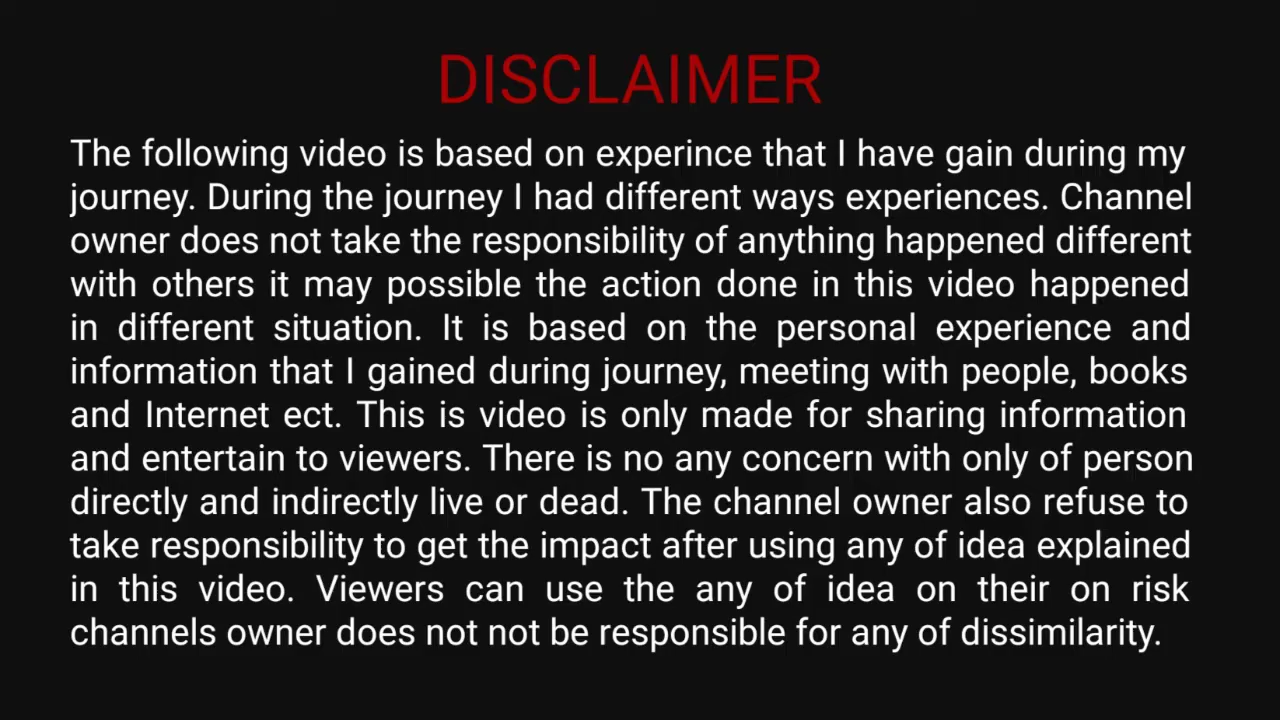 DISCLAIMER
The following video is based on experince that I have gain during my
journey. During the journey I had different ways experiences. Channel
owner does not take the responsibility of anything happened different
with others it may possible the action done in this video happened
in different situation. It is based on the personal experience and
information that I gained during journey, meeting with people, books
and Internet ect. This is video is only made for sharing information
and entertain to viewers. There is no any concern with only of person
directly and indirectly live or dead. The channel owner also refuse to
take responsibility to get the impact after using any of idea explained
in this video. Viewers can use the any of idea on their on risk
channels owner does not not be responsible for any of dissimilarity.